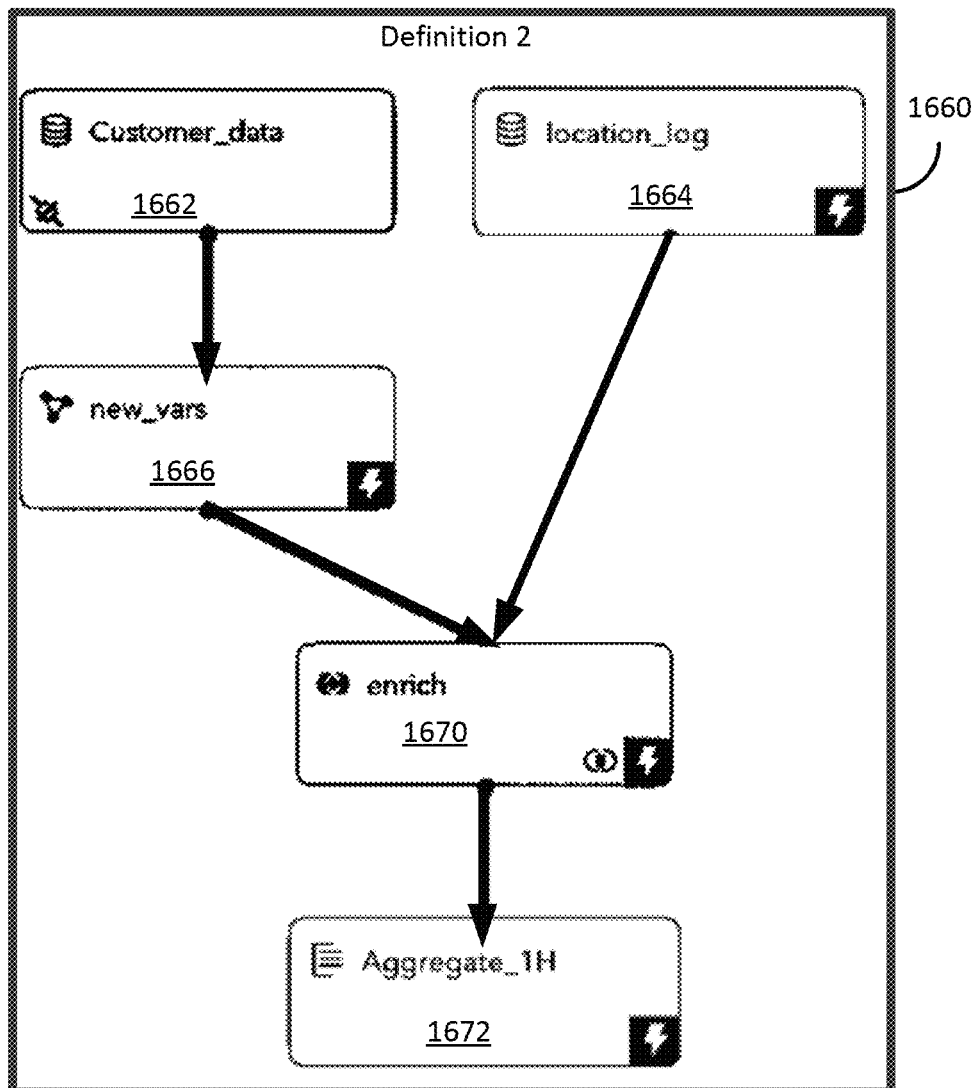 Definition 2
1660
Customer_data
1662
location_log
1664
new_vars
1666
enrich
1670
Aggregate_1H
1672